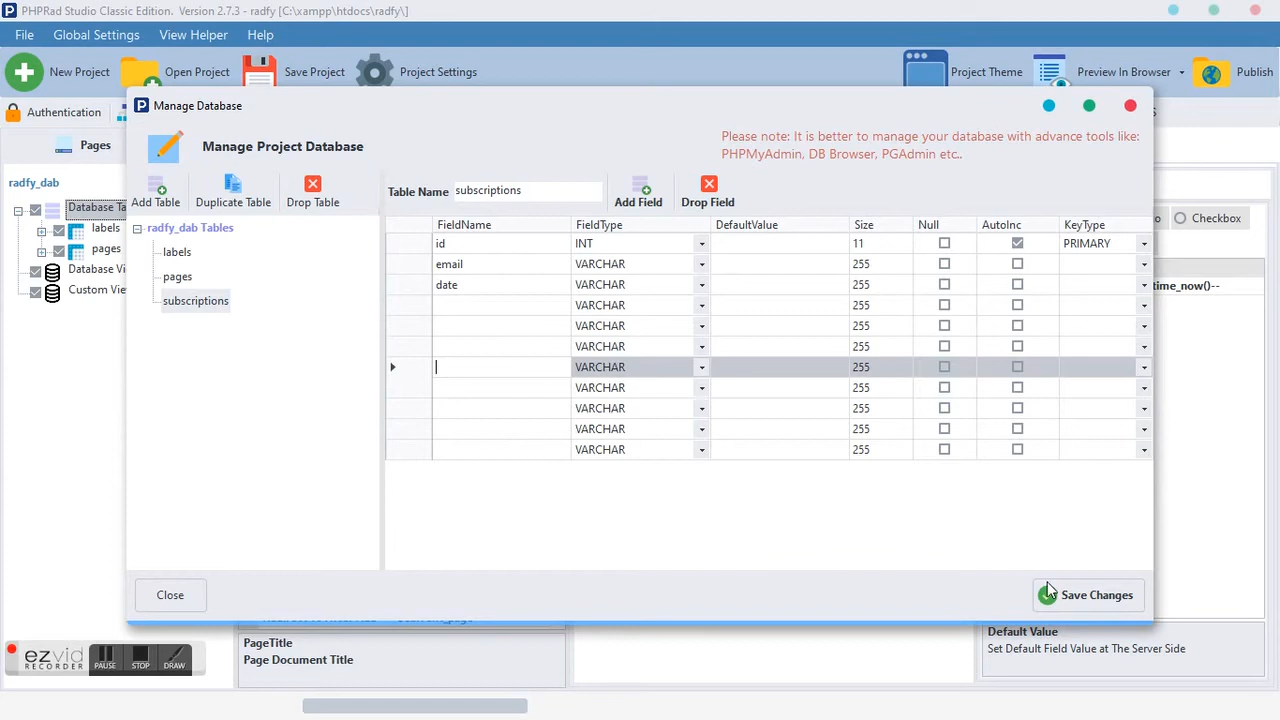 PHPRad Studio Classic Edition. Version 2.7.3 - radfy [C:\xampp\htdocs\radfy\]
File Global Settings View Helper Help
New Project Open Project Save Project Project Settings Project Theme Preview In Browser Publish
Authentication
Manage Database
Pages
Manage Project Database
Please note: It is better to manage your database with advance tools like:
PHPMyAdmin, DB Browser, PGAdmin etc..
radfy_dab
Add Table Duplicate Table Drop Table
Table Name subscriptions Add Field Drop Field
Database Ta
labels
pages
Database Vi
Custom Vie
Checkbox
time_now()--
radfy_dab Tables
labels
pages
subscriptions
FieldName FieldType DefaultValue Size Null AutoInc KeyType
id INT 11 PRIMARY
email VARCHAR 255
date VARCHAR 255
VARCHAR 255
VARCHAR 255
VARCHAR 255
VARCHAR 255
VARCHAR 255
VARCHAR 255
VARCHAR 255
VARCHAR 255
Close Save Changes
PageTitle
Page Document Title
Default Value
Set Default Field Value at The Server Side
ezvid
RECORDER
PAUSE STOP DRAW